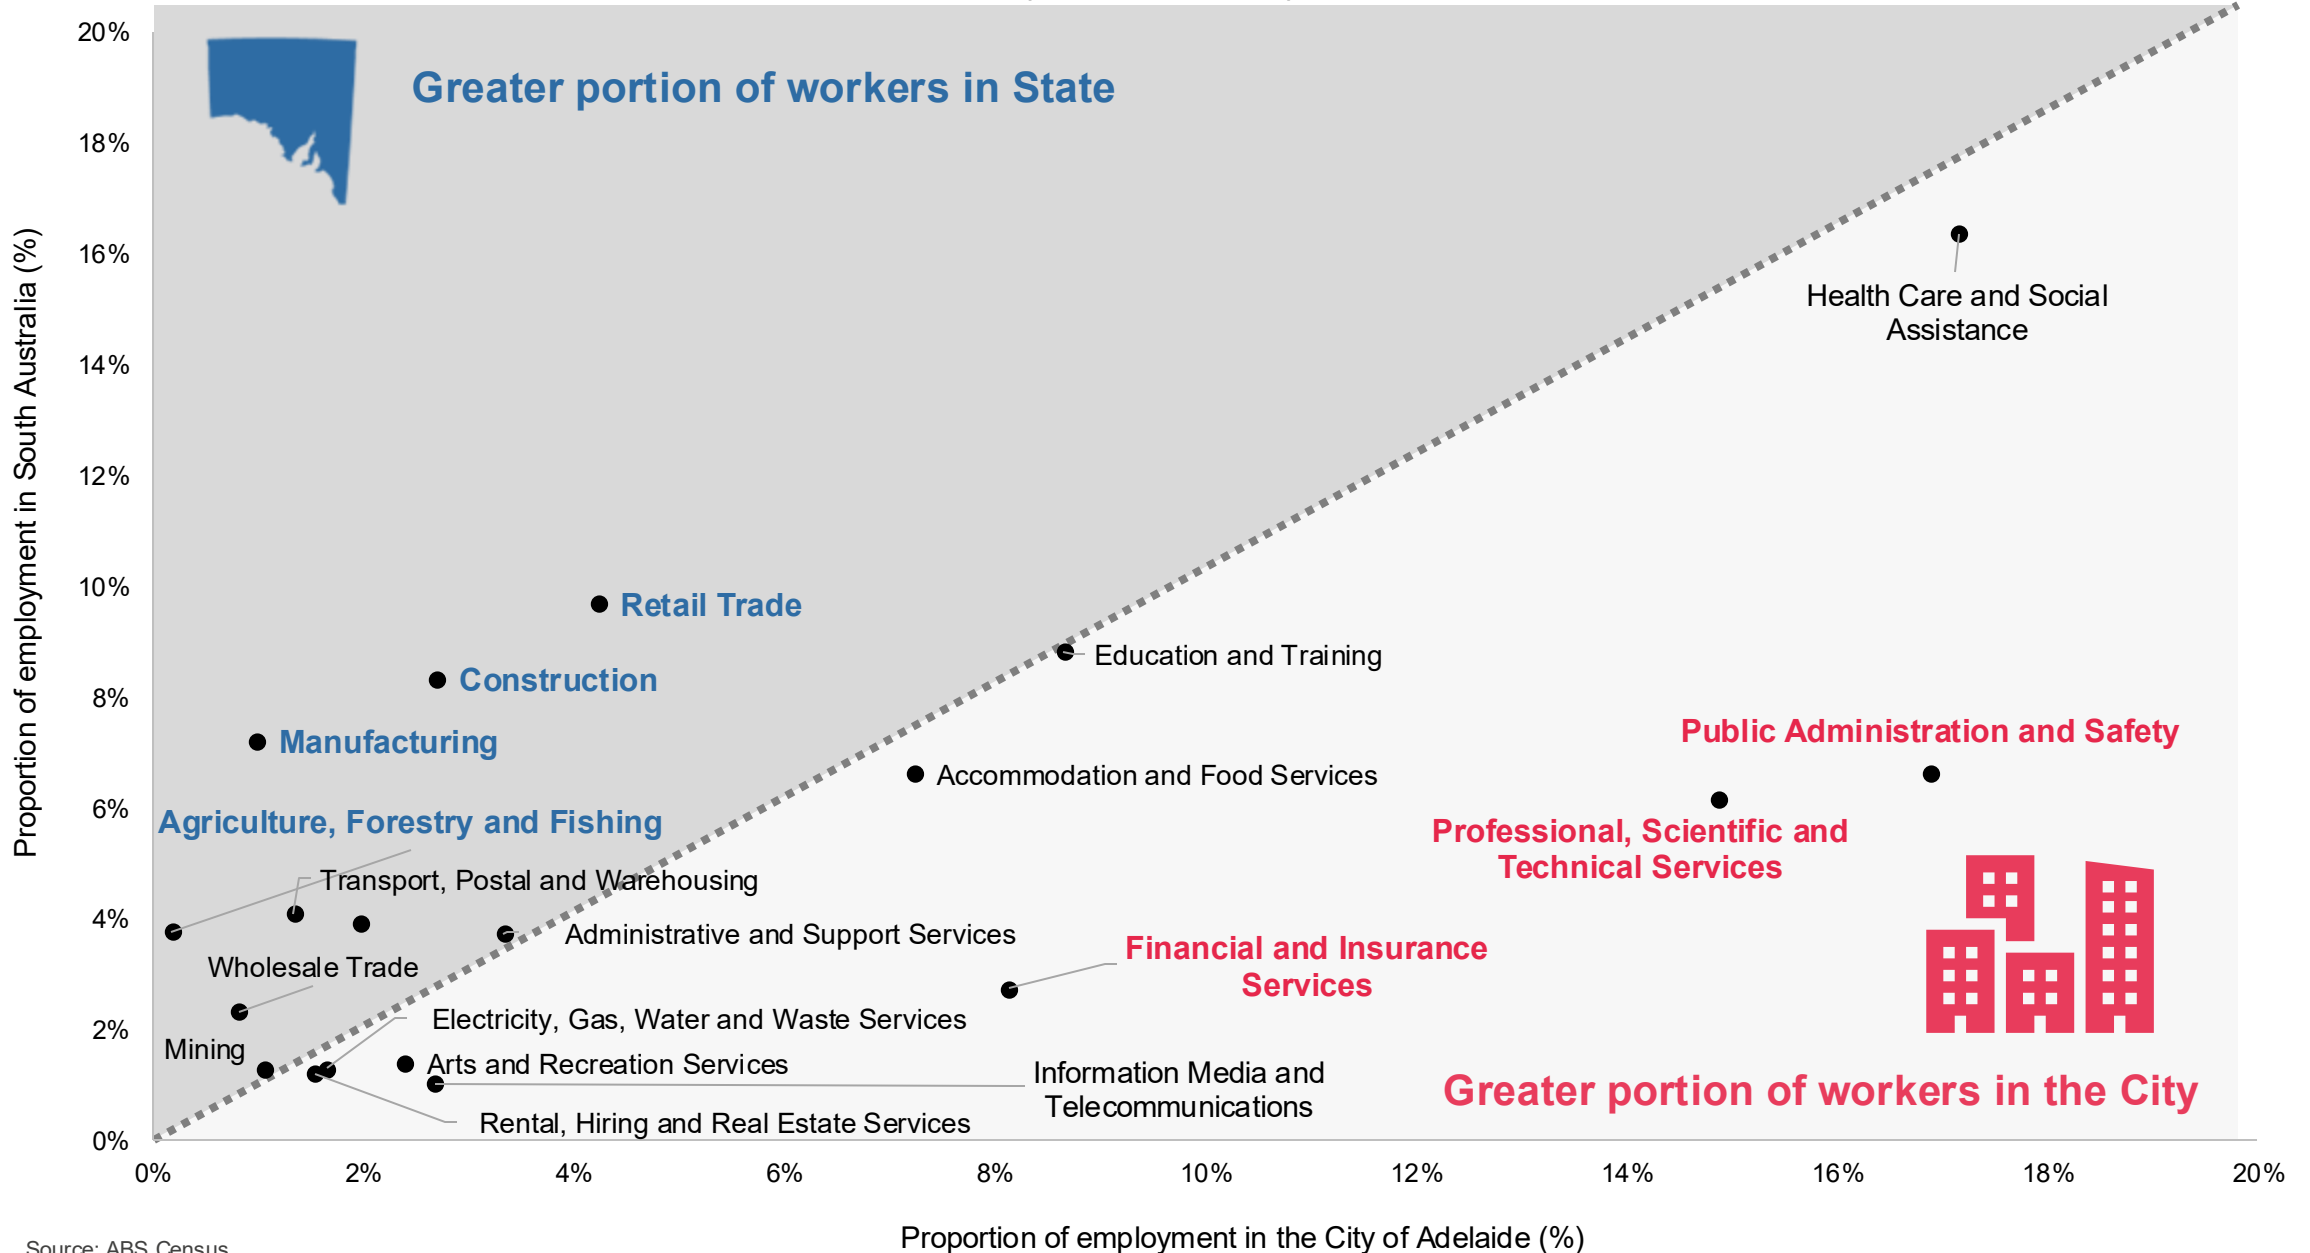 20%
Greater portion of workers in State
18%
16%
Health Care and Social
Assistance
14%
12%
10%
Retail Trade
Education and Training
Construction
8%
Manufacturing
Public Administration and Safety
Accommodation and Food Services
6%
Agriculture, Forestry and Fishing
Professional, Scientific and
Technical Services
Transport, Postal and Warehousing
4%
Administrative and Support Services
Financial and Insurance
Services
Wholesale Trade
2%
Electricity, Gas, Water and Waste Services
Mining
Arts and Recreation Services
Information Media and
Telecommunications
Greater portion of workers in the City
Rental, Hiring and Real Estate Services
0%
Proportion of employment in South Australia (%)
0% 2% 4% 6% 8% 10% 12% 14% 16% 18% 20%
Proportion of employment in the City of Adelaide (%)
Source: ABS Census